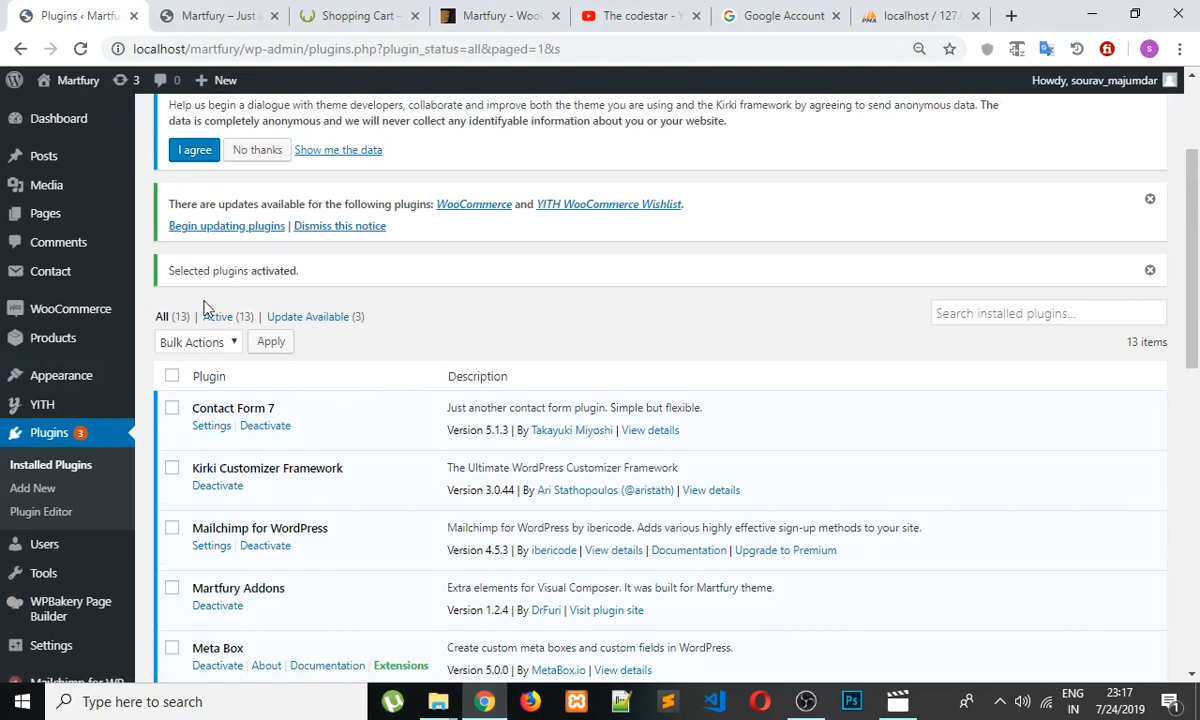 Plugins ‹ Martfury
Martfury – Just a
Shopping Cart –
Martfury - WooC
The codestar - Y
Google Account
localhost / 127.0
localhost/martfury/wp-admin/plugins.php?plugin_status=all&paged=1&s
S
Martfury
3
0
New
Howdy, sourav_majumdar
Help us begin a dialogue with theme developers, collaborate and improve both the theme you are using and the Kirki framework by agreeing to send anonymous data. The
data is completely anonymous and we will never collect any identifyable information about you or your website.
I agree
No thanks
Show me the data
There are updates available for the following plugins: WooCommerce and YITH WooCommerce Wishlist.
Begin updating plugins | Dismiss this notice
Selected plugins activated.
All (13) | Active (13) | Update Available (3)
Search installed plugins...
Bulk Actions
Apply
13 items
Plugin
Description
Contact Form 7
Settings | Deactivate
Just another contact form plugin. Simple but flexible.
Version 5.1.3 | By Takayuki Miyoshi | View details
Kirki Customizer Framework
Deactivate
The Ultimate WordPress Customizer Framework
Version 3.0.44 | By Ari Stathopoulos (@aristath) | View details
Mailchimp for WordPress
Settings | Deactivate
Mailchimp for WordPress by ibericode. Adds various highly effective sign-up methods to your site.
Version 4.5.3 | By ibericode | View details | Documentation | Upgrade to Premium
Martfury Addons
Deactivate
Extra elements for Visual Composer. It was built for Martfury theme.
Version 1.2.4 | By DrFuri | Visit plugin site
Meta Box
Deactivate | About | Documentation | Extensions
Create custom meta boxes and custom fields in WordPress.
Version 5.0.0 | By MetaBox.io | View details
Dashboard
Posts
Media
Pages
Comments
Contact
WooCommerce
Products
Appearance
YITH
Plugins 3
Installed Plugins
Add New
Plugin Editor
Users
Tools
WPBakery Page
Builder
Settings
Mailchimp for WP
Type here to search
ENG
IN
23:17
7/24/2019
1